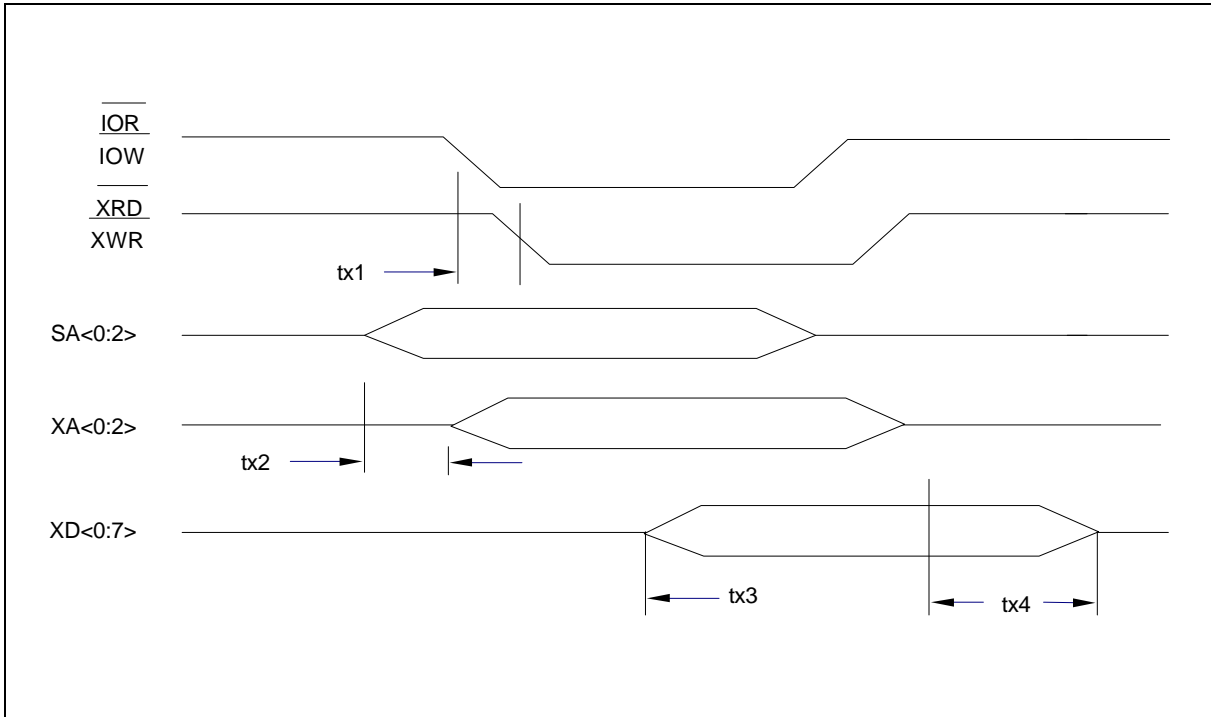 IOR
IOW
XRD
XWR
tx1
SA<0:2>
XA<0:2>
tx2
XD<0:7>
tx3
tx4